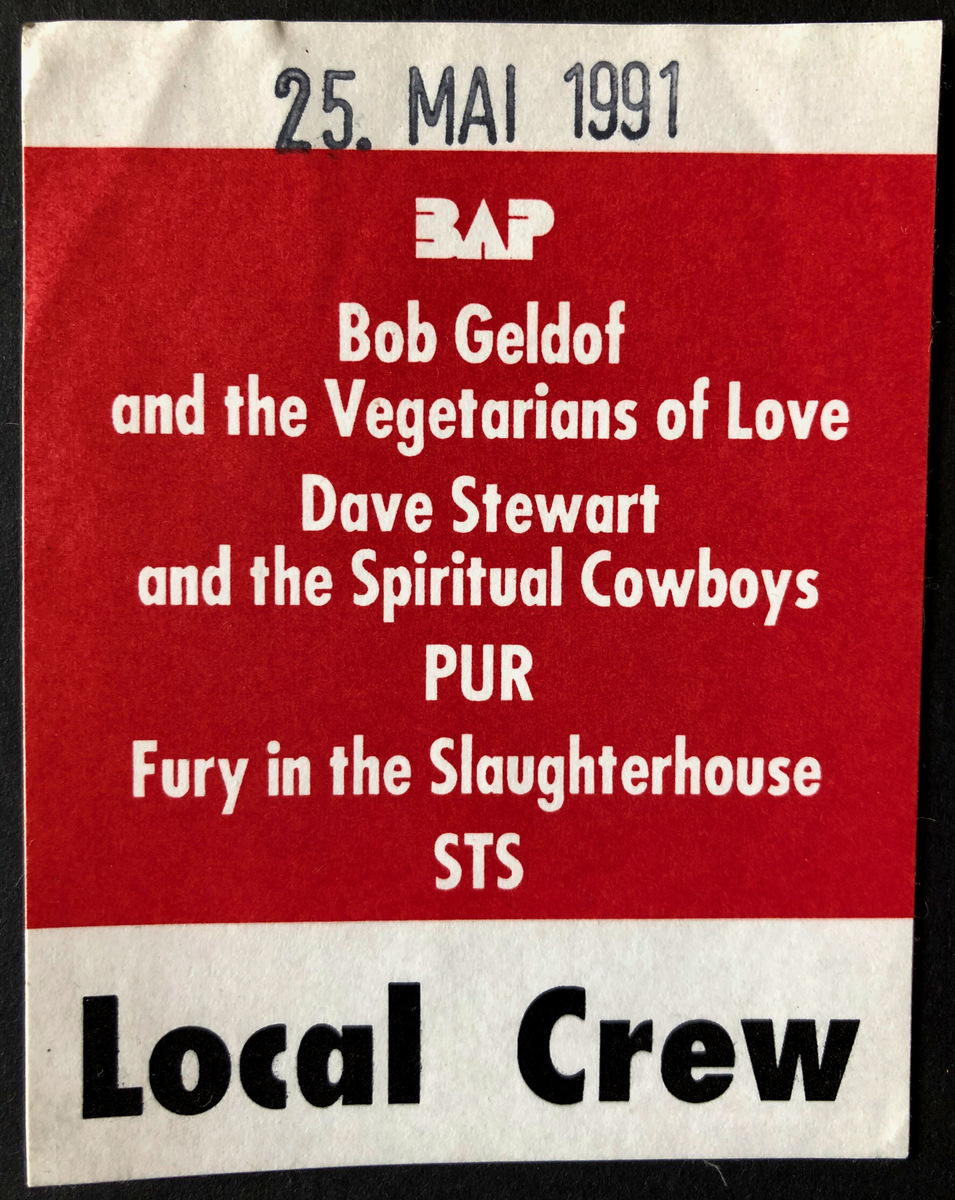 25. MAI 1991
BAP
Bob Geldof
and the Vegetarians of Love
Dave Stewart
and the Spiritual Cowboys
PUR
Fury in the Slaughterhouse
STS
Local Crew